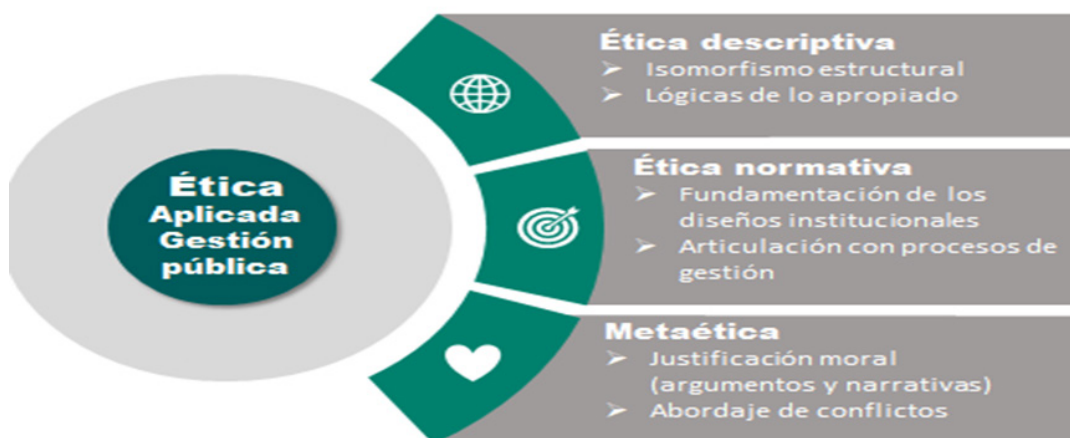 Ética
Aplicada
Gestión
pública
Ética descriptiva
➢ Isomorfismo estructural
➢ Lógicas de lo apropiado
Ética normativa
➢ Fundamentación de los
diseños institucionales
➢ Articulación con procesos de
gestión
Metaética
➢ Justificación moral
(argumentos y narrativas)
➢ Abordaje de conflictos